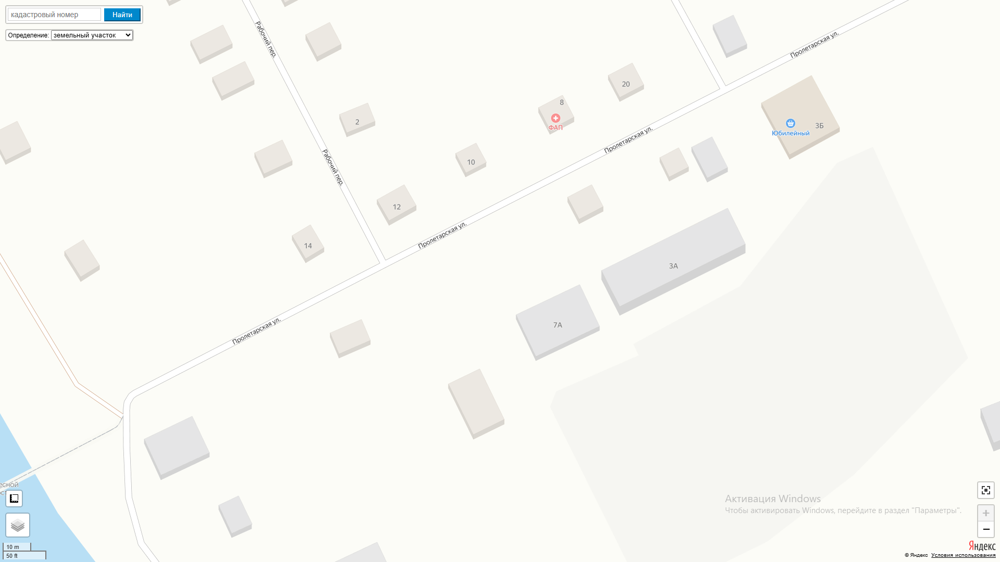 кадастровый номер
Найти
Определение: земельный участок
Рабочий пер.
Пролетарская ул.
20
8
ФАП
2
3Б
Юбилейный
Пролетарская ул.
Рабочий пер.
10
12
Пролетарская ул.
14
3А
7А
Пролетарская ул.
есной
Активация Windows
Чтобы активировать Windows, перейдите в раздел "Параметры".
+
−
10 m
50 ft
Яндекс
© Яндекс Условия использования